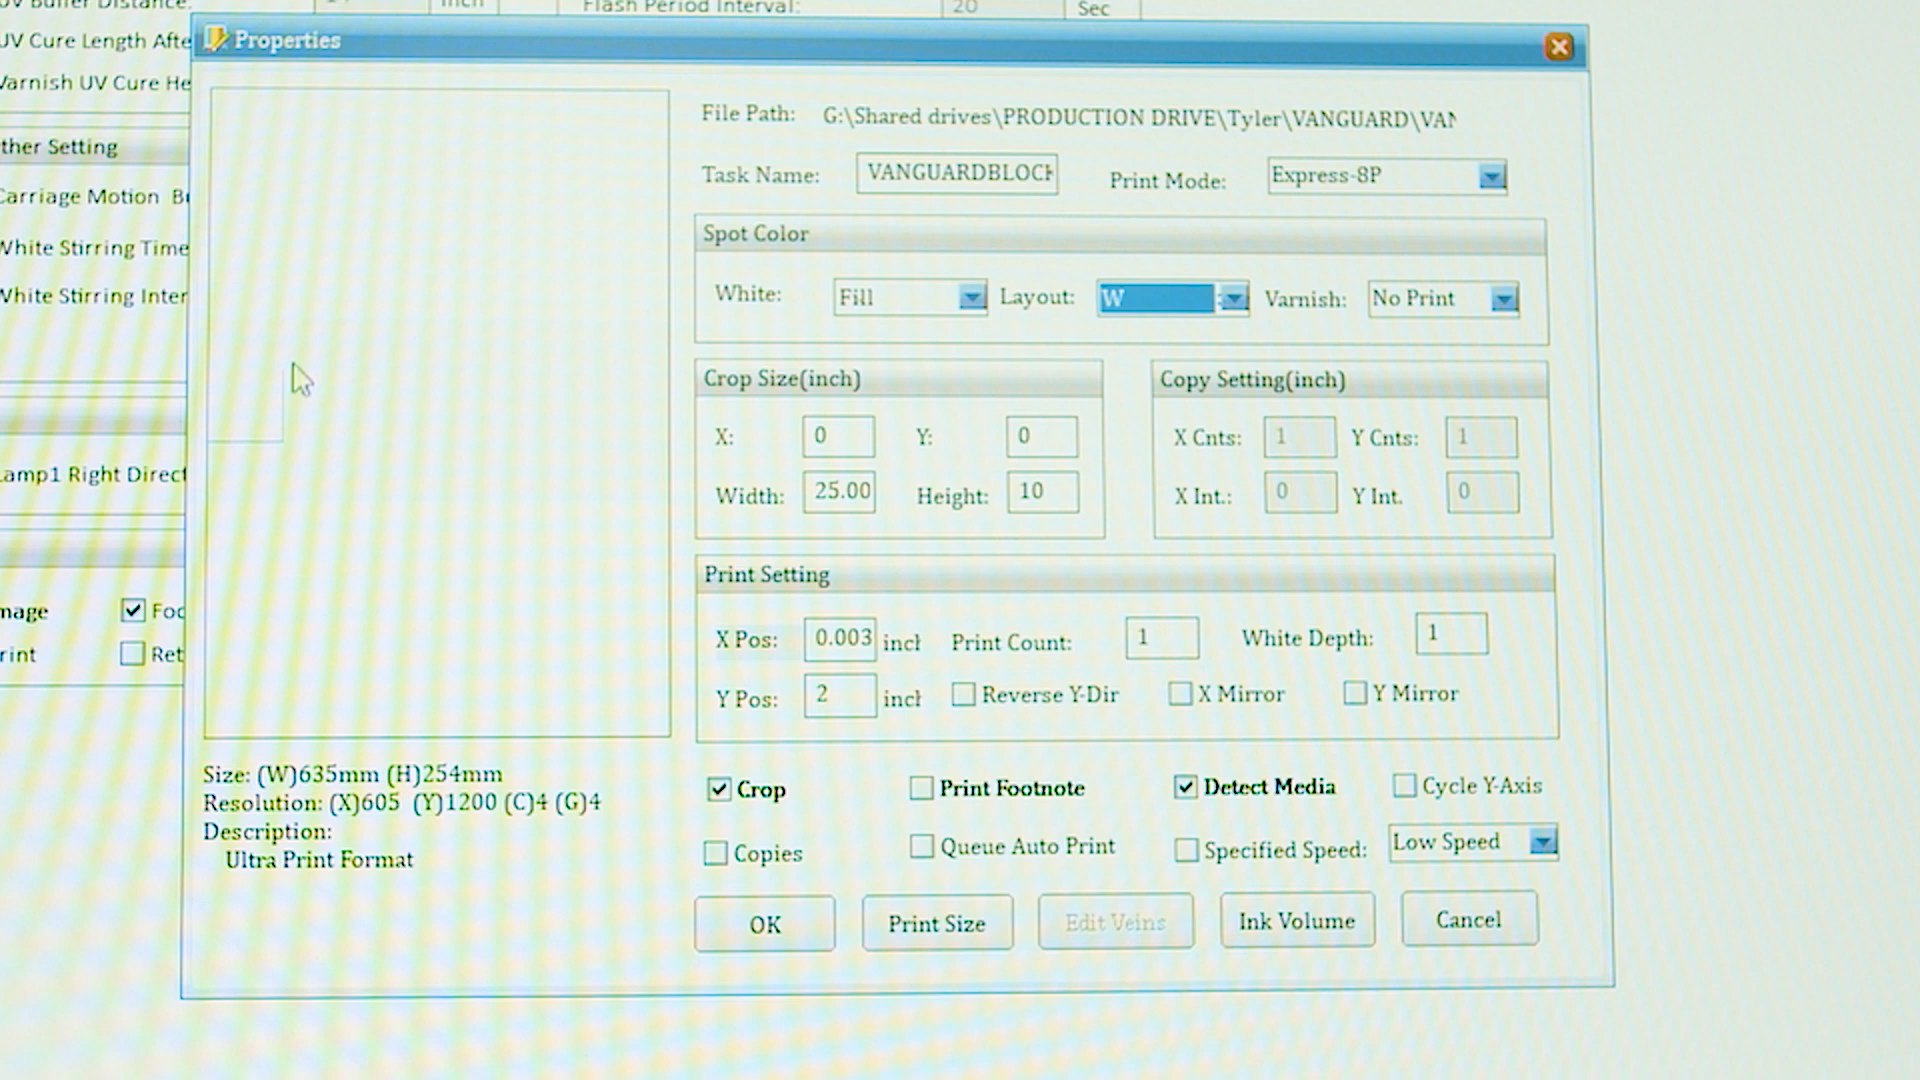 Flash Period Interval: 20 Sec
UV Cure Length Afte
Varnish UV Cure He
ther Setting
Carriage Motion
White Stirring Time
White Stirring Inter
Lamp1 Right Direct
mage Foc
rint Ret
Properties
File Path: G:\Shared drives\PRODUCTION DRIVE\Tyler\VANGUARD\VAN
Task Name: VANGUARDBLOCK Print Mode: Express-8P
Spot Color
White: Fill Layout: W Varnish: No Print
Crop Size(inch)
X: 0 Y: 0
Width: 25.00 Height: 10
Copy Setting(inch)
X Cnts: 1 Y Cnts: 1
X Int.: 0 Y Int. 0
Print Setting
X Pos: 0.003 incl Print Count: 1 White Depth: 1
Y Pos: 2 incl Reverse Y-Dir X Mirror Y Mirror
Size: (W)635mm (H)254mm
Resolution: (X)605 (Y)1200 (C)4 (G)4
Description:
Ultra Print Format
Crop Print Footnote Detect Media Cycle Y-Axis
Copies Queue Auto Print Specified Speed: Low Speed
OK Print Size Edit Veins Ink Volume Cancel